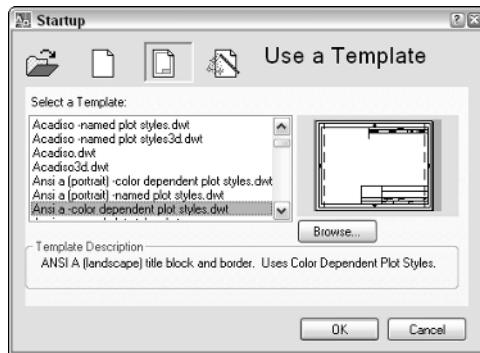 Startup
Use a Template
Select a Template:
Acadiso -named plot styles.dwt
Acadiso -named plot styles3d.dwt
Acadiso.dwt
Acadiso3d.dwt
Ansi a (portrait) -color dependent plot styles.dwt
Ansi a (portrait) -named plot styles.dwt
Ansi a -color dependent plot styles.dwt
Browse...
Template Description
ANSI A (landscape) title block and border. Uses Color Dependent Plot Styles.
OK
Cancel